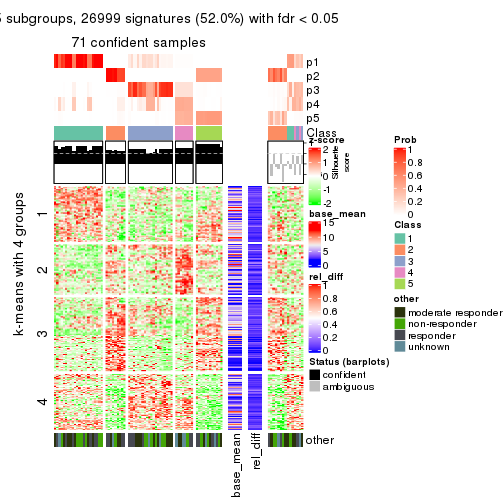 5 subgroups, 26999 signatures (52.0%) with fdr < 0.05
71 confident samples
p1
p2
p3
p4
p5
Class
Silhouette
score
k-means with 4 groups
1
2
3
4
other
base_mean
rel_diff
z-score
2
1
0
-1
-2
base_mean
15
10
5
0
rel_diff
1
0.8
0.6
0.4
0.2
0
Status (barplots)
confident
ambiguous
Prob
1
0.8
0.6
0.4
0.2
0
Class
1
2
3
4
5
other
moderate responder
non-responder
responder
unknown